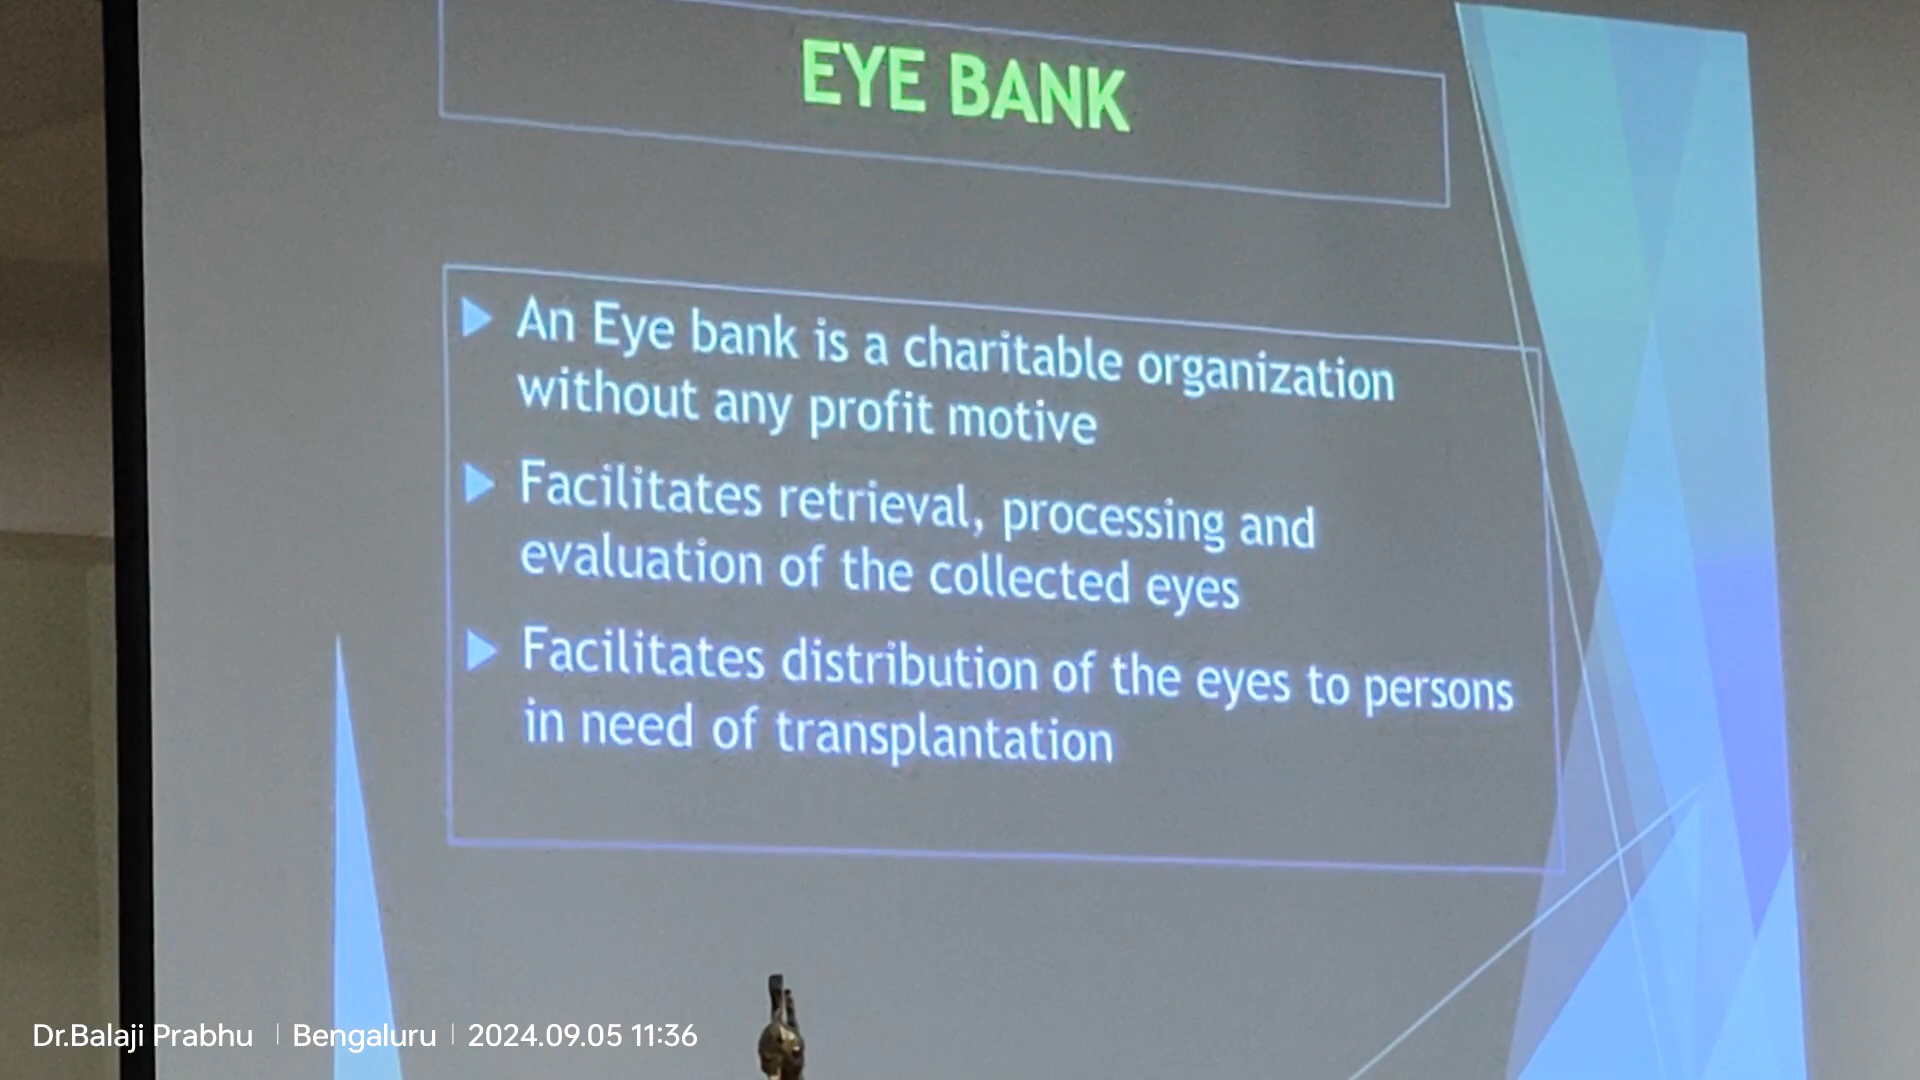 EYE BANK
An Eye bank is a charitable organization
without any profit motive
Facilitates retrieval, processing and
evaluation of the collected eyes
Facilitates distribution of the eyes to persons
in need of transplantation
Dr.Balaji Prabhu | Bengaluru | 2024.09.05 11:36